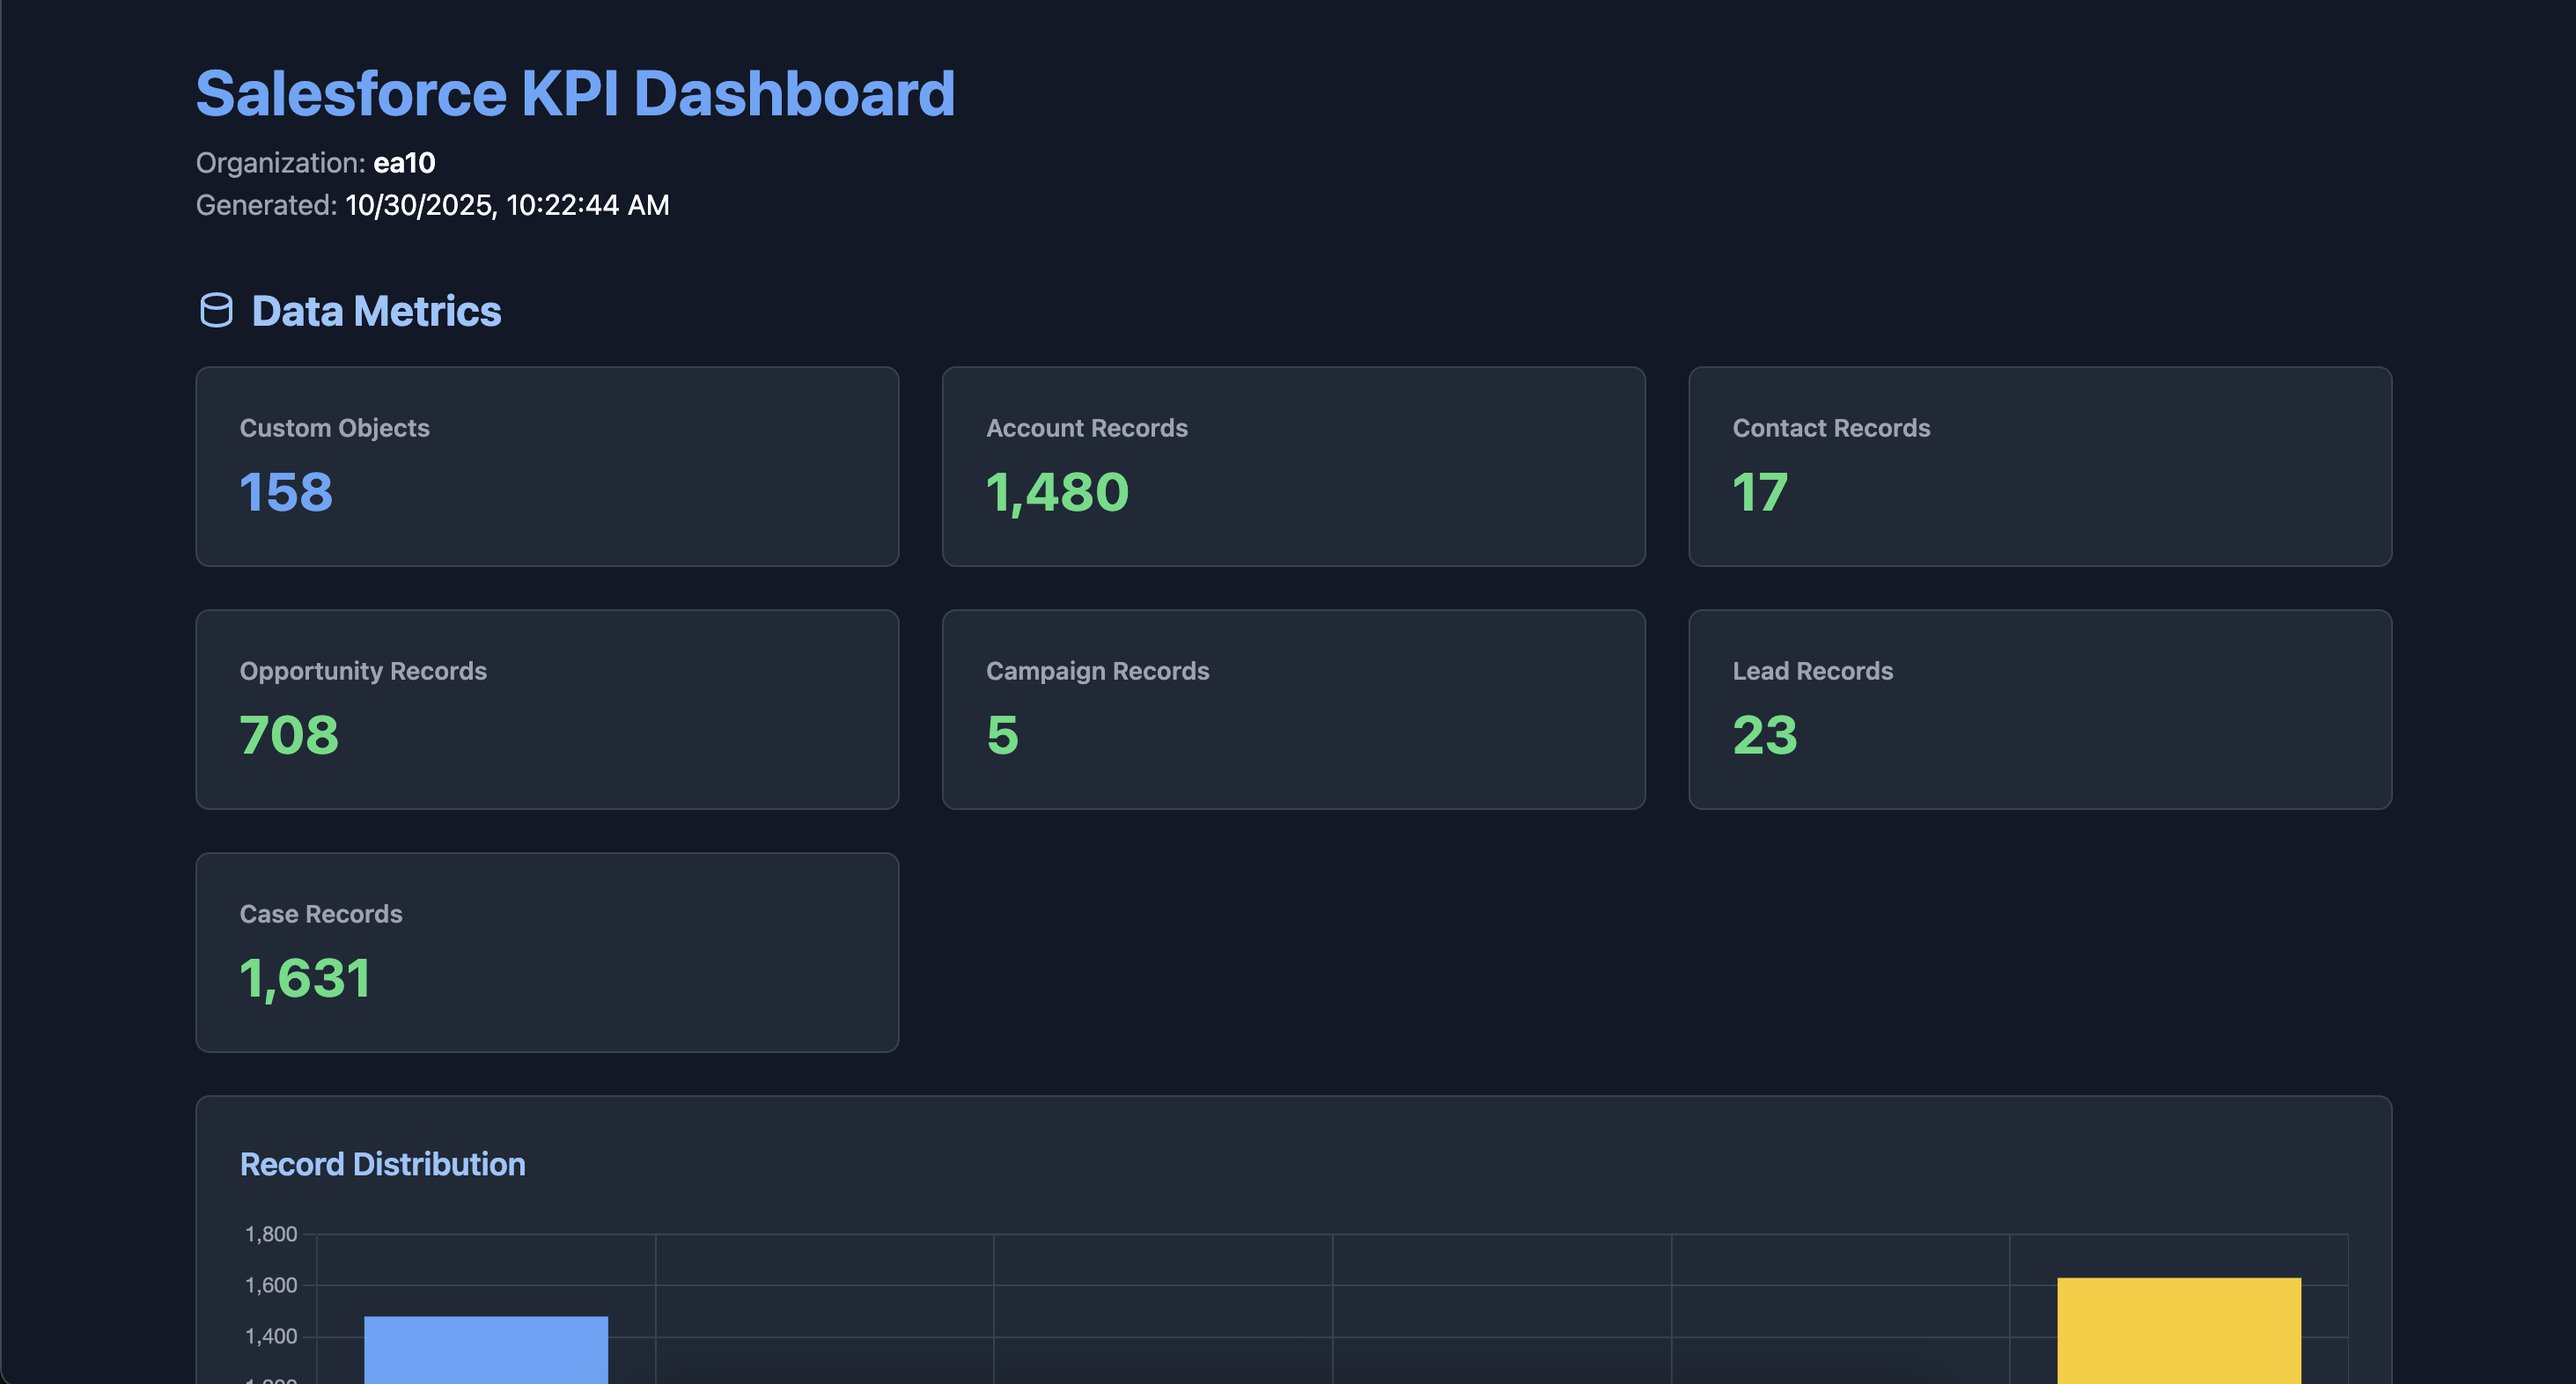 Salesforce KPI Dashboard
Organization: ea10
Generated: 10/30/2025, 10:22:44 AM
Data Metrics
Custom Objects
158
Account Records
1,480
Contact Records
17
Opportunity Records
708
Campaign Records
5
Lead Records
23
Case Records
1,631
Record Distribution
1,800
1,600
1,400